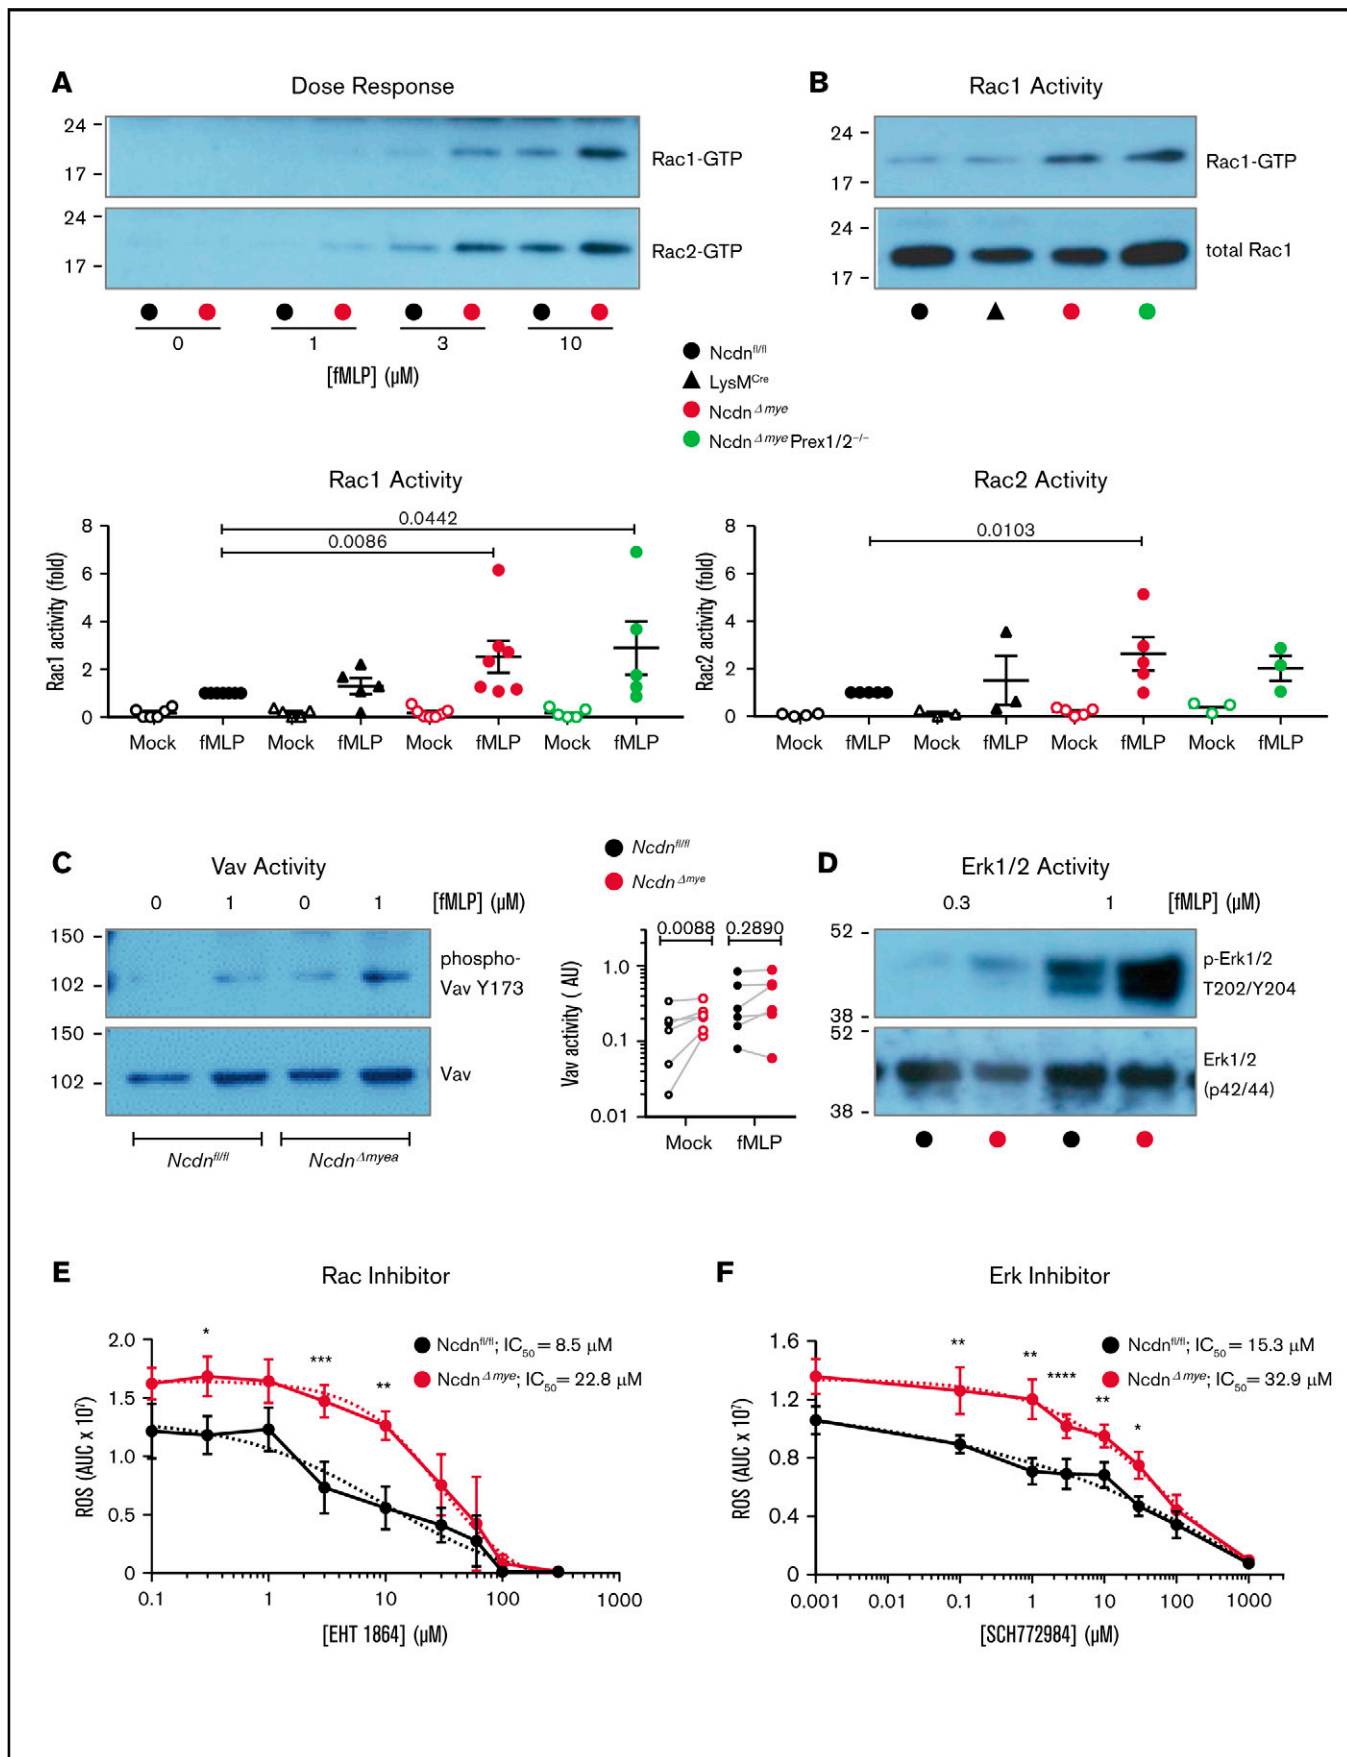 A
Dose Response
24
17
Rac1-GTP
24
17
Rac2-GTP
0 1 3 10
[fMLP] (µM)
B
Rac1 Activity
24
17
Rac1-GTP
24
17
total Rac1
Ncdn^fl/fl
LysM^Cre
Ncdn^Δmye
Ncdn^Δmye Prex1/2^-/-
Rac1 Activity
Rac1 activity (fold)
8
6
4
2
0
0.0442
0.0086
Mock fMLP Mock fMLP Mock fMLP Mock fMLP
Rac2 Activity
Rac2 activity (fold)
8
6
4
2
0
0.0103
Mock fMLP Mock fMLP Mock fMLP Mock fMLP
C
Vav Activity
0 1 0 1 [fMLP] (µM)
150
102
phospho-
Vav Y173
150
102
Vav
Ncdn^fl/fl Ncdn^Δmyea
Ncdn^fl/fl
Ncdn^Δmye
0.0088 0.2890
Vav activity ( AU)
1.0
0.1
0.01
Mock fMLP
D
Erk1/2 Activity
0.3 1 [fMLP] (µM)
52
38
p-Erk1/2
T202/Y204
52
38
Erk1/2
(p42/44)
E
Rac Inhibitor
ROS (AUC x 10⁷)
2.0
1.5
1.0
0.5
0
* *** **
Ncdn^fl/fl; IC₅₀= 8.5 µM
Ncdn^Δmye; IC₅₀= 22.8 µM
0.1 1 10 100 1000
[EHT 1864] (µM)
F
Erk Inhibitor
ROS (AUC x 10⁷)
1.6
1.2
0.8
0.4
0
** ** **** ** *
Ncdn^fl/fl; IC₅₀= 15.3 µM
Ncdn^Δmye; IC₅₀= 32.9 µM
0.001 0.01 0.1 1 10 100 1000
[SCH772984] (µM)